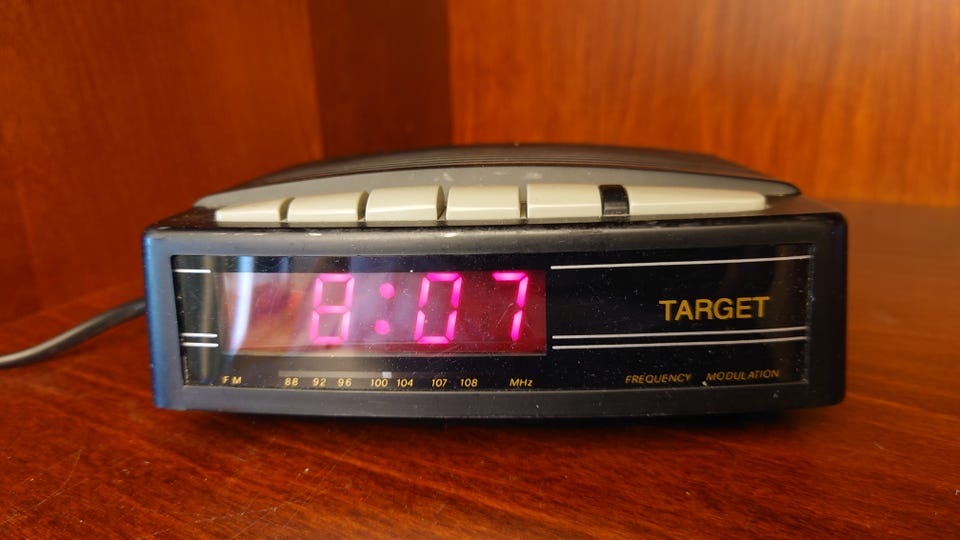 8:07
TARGET
FM 88 92 96 100 104 107 108 MHz
FREQUENCY MODULATION